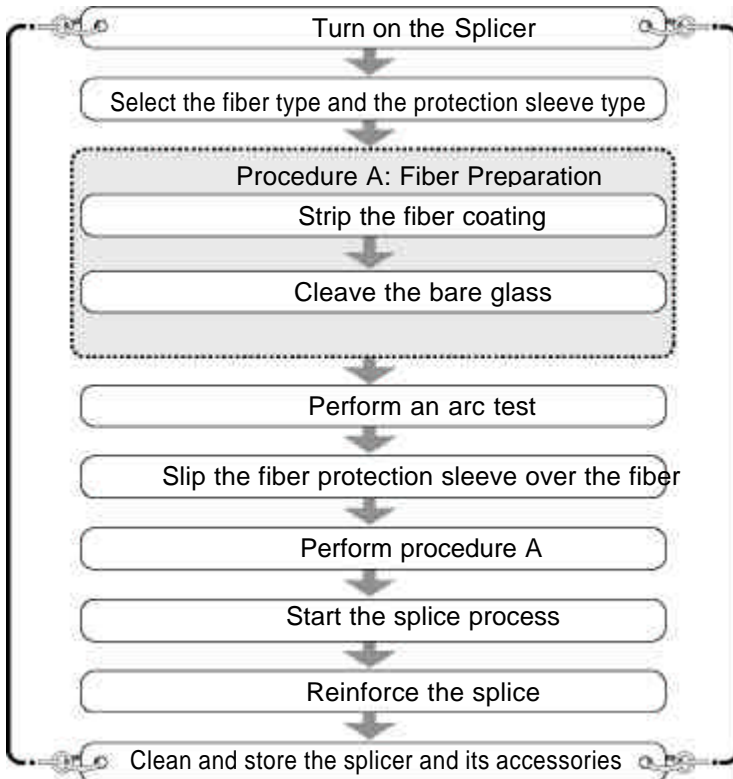 Turn on the Splicer
Select the fiber type and the protection sleeve type
Procedure A: Fiber Preparation
Strip the fiber coating
Cleave the bare glass
Perform an arc test
Slip the fiber protection sleeve over the fiber
Perform procedure A
Start the splice process
Reinforce the splice
Clean and store the splicer and its accessories